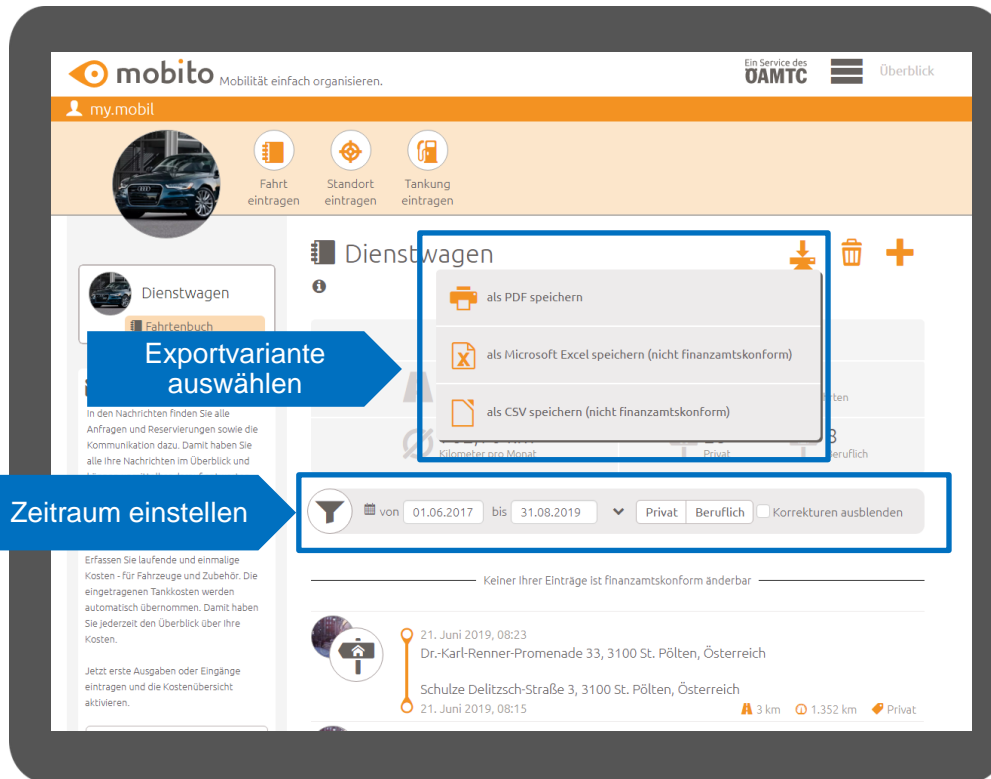 mobito Mobilität einfach organisieren.
Ein Service des
ÖAMTC
Überblick
my.mobil
Fahrt
eintragen
Standort
eintragen
Tankung
eintragen
Dienstwagen
Dienstwagen
Fahrtenbuch
als PDF speichern
als Microsoft Excel speichern (nicht finanzamtskonform)
als CSV speichern (nicht finanzamtskonform)
Exportvariante
auswählen
In den Nachrichten finden Sie alle
Anfragen und Reservierungen sowie die
Kommunikation dazu. Damit haben Sie
alle Ihre Nachrichten im Überblick und
Kilometer pro Monat
Privat
Beruflich
Zeitraum einstellen
von 01.06.2017 bis 31.08.2019 Privat Beruflich Korrekturen ausblenden
Erfassen Sie laufende und einmalige
Kosten - für Fahrzeuge und Zubehör. Die
eingetragenen Tankkosten werden
automatisch übernommen. Damit haben
Sie jederzeit den Überblick über Ihre
Kosten.
Jetzt erste Ausgaben oder Eingänge
eintragen und die Kostenübersicht
aktivieren.
Keiner Ihrer Einträge ist finanzamtskonform änderbar
21. Juni 2019, 08:23
Dr.-Karl-Renner-Promenade 33, 3100 St. Pölten, Österreich
Schulze Delitzsch-Straße 3, 3100 St. Pölten, Österreich
21. Juni 2019, 08:15
3 km 1.352 km Privat